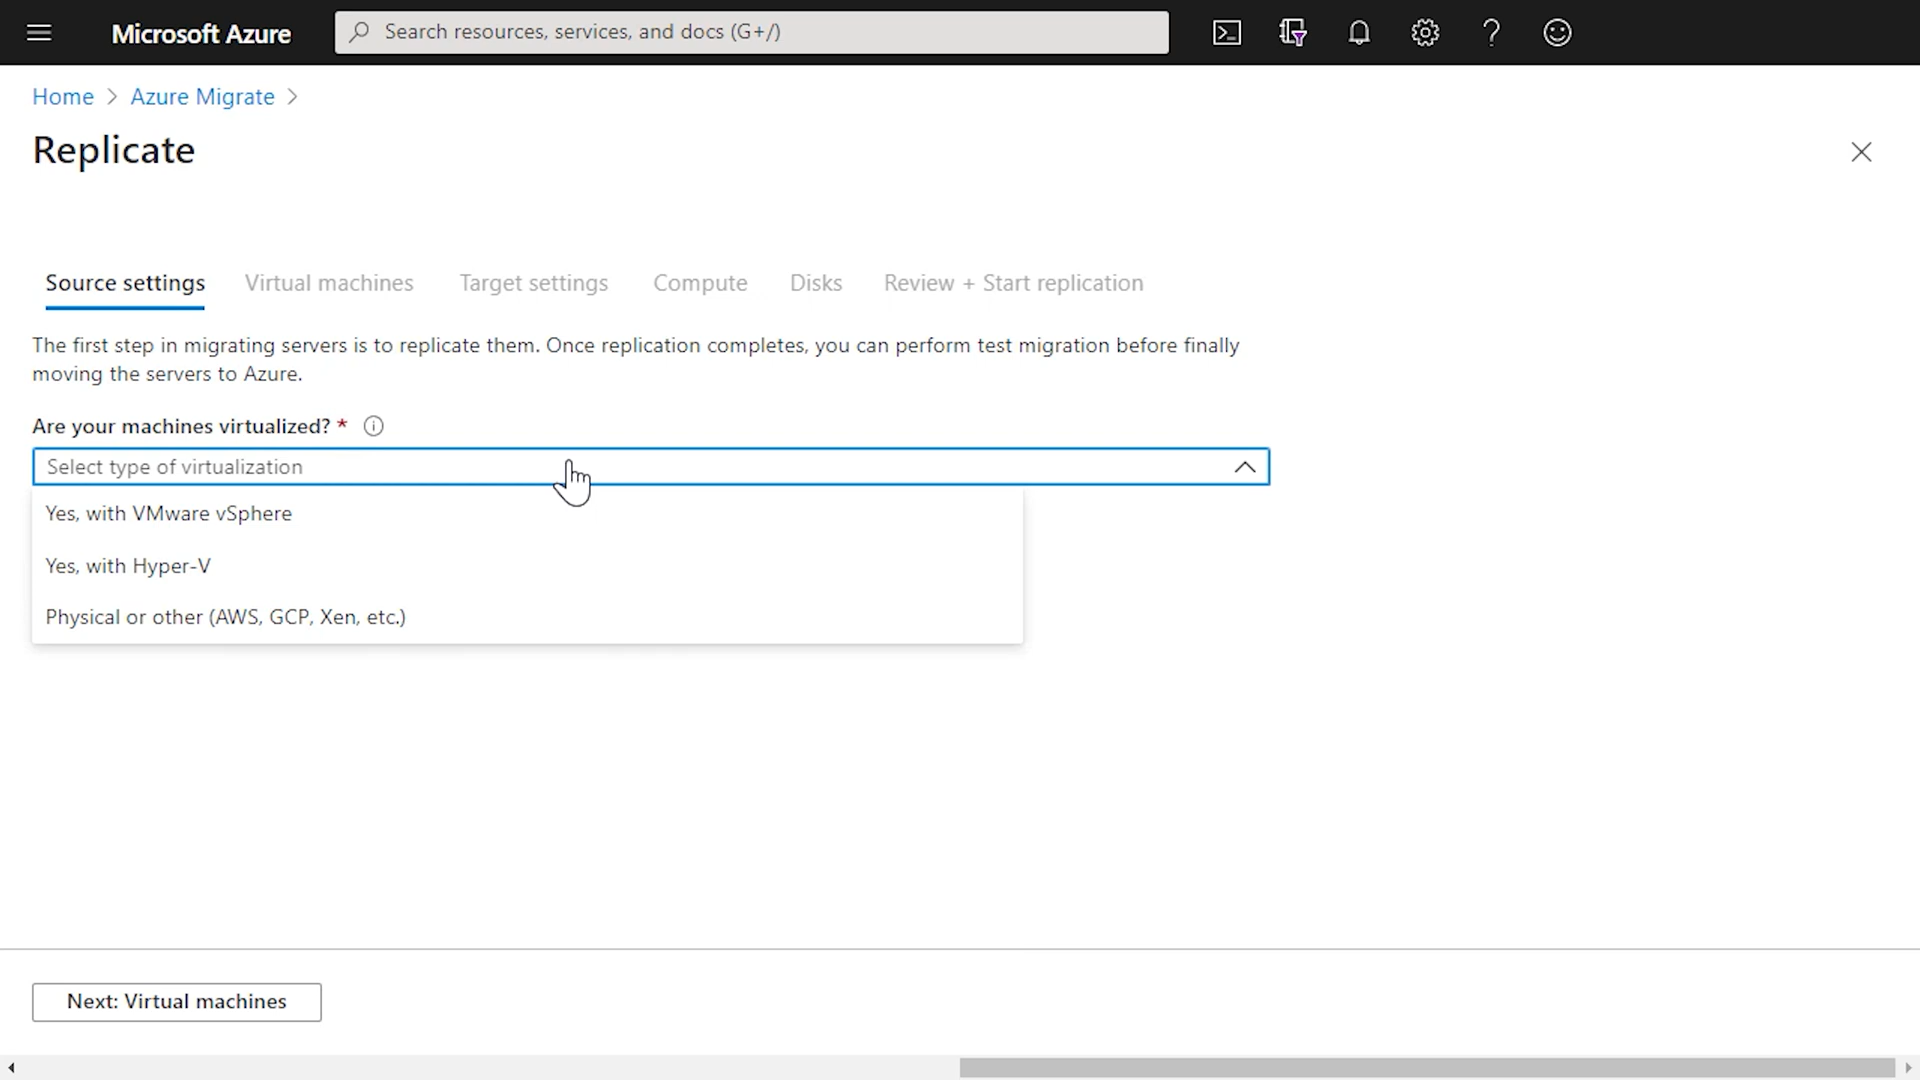 Microsoft Azure
Search resources, services, and docs (G+/)
Home > Azure Migrate >
Replicate
Source settings Virtual machines Target settings Compute Disks Review + Start replication
The first step in migrating servers is to replicate them. Once replication completes, you can perform test migration before finally
moving the servers to Azure.
Are your machines virtualized? *
Select type of virtualization
Yes, with VMware vSphere
Yes, with Hyper-V
Physical or other (AWS, GCP, Xen, etc.)
Next: Virtual machines